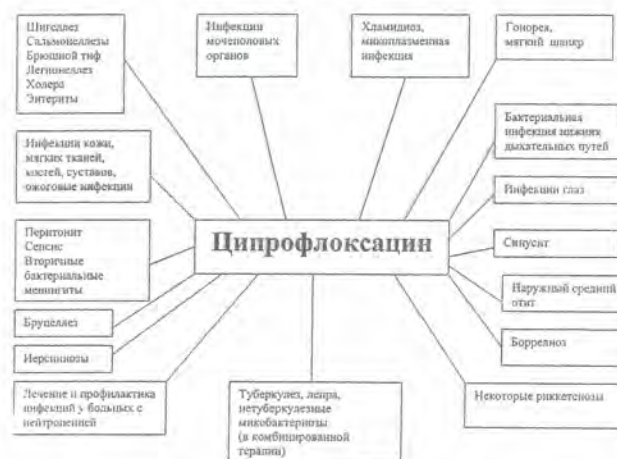 Шигеллез
Сальмонеллезы
Брюшной тиф
Легионеллез
Холера
Энтериты
Инфекции
мочеполовых
органов
Хламидиоз,
микоплазменная
инфекция
Гонорея,
мягкий шанкр
Инфекции кожи,
мягких тканей,
костей, суставов,
ожоговые инфекции
Бактериальная
инфекция нижних
дыхательных путей
Инфекции глаз
Перитонит
Сепсис
Вторичные
бактериальные
менингиты
Ципрофлоксацин
Синусит
Наружный средний
отит
Бруцеллез
Иерсиниозы
Боррелиоз
Лечение и профилактика
инфекций у больных с
нейтропенией
Туберкулез, лепра,
нетуберкулезные
микобактериозы
(в комбинированной
терапии)
Некоторые риккетсиозы